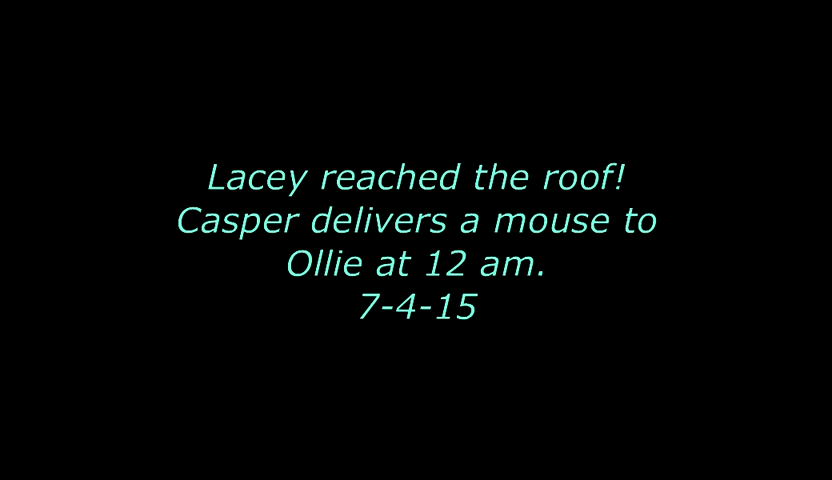 Lacey reached the roof!
Casper delivers a mouse to
Ollie at 12 am.
7-4-15